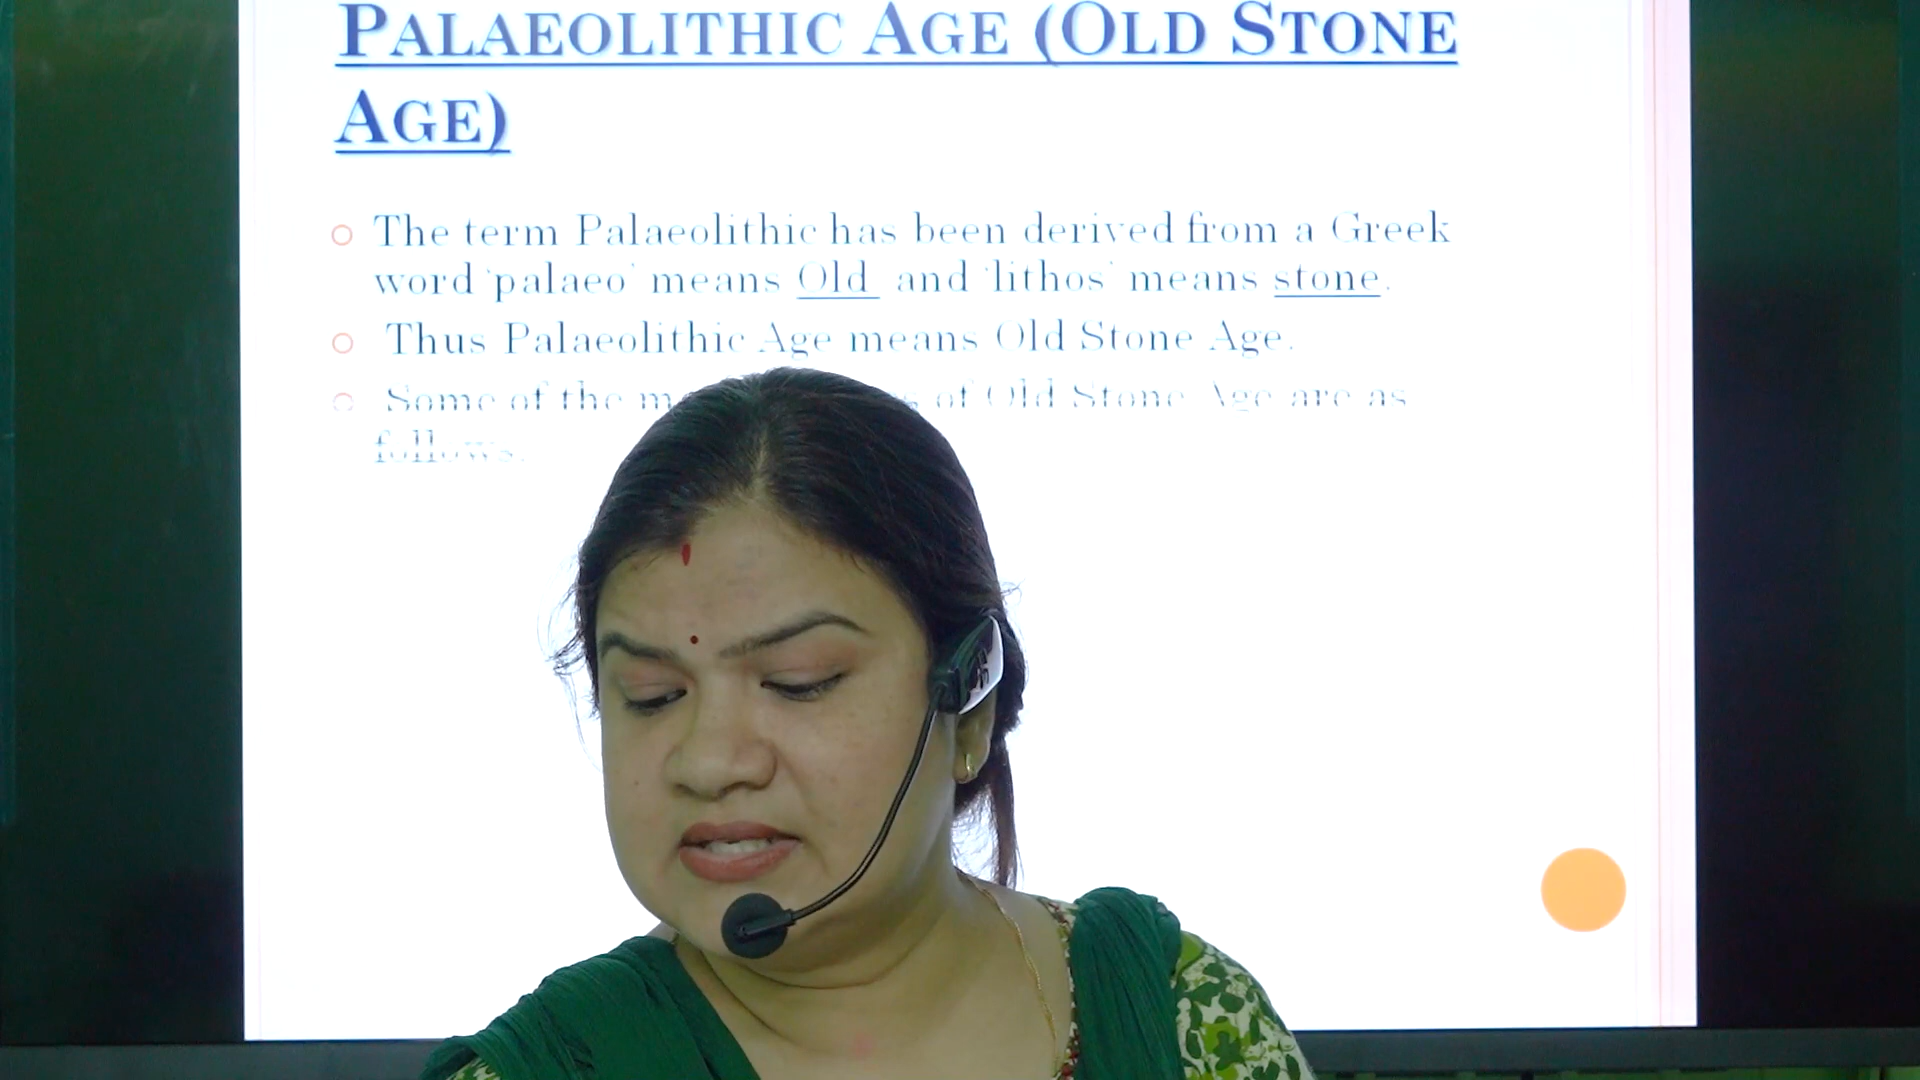 PALAEOLITHIC AGE (OLD STONE
AGE)
The term Palaeolithic has been derived from a Greek
word 'palaeo' means Old and 'lithos' means stone.
Thus Palaeolithic Age means Old Stone Age.
Some of the of Old Stone Age are as
follows.